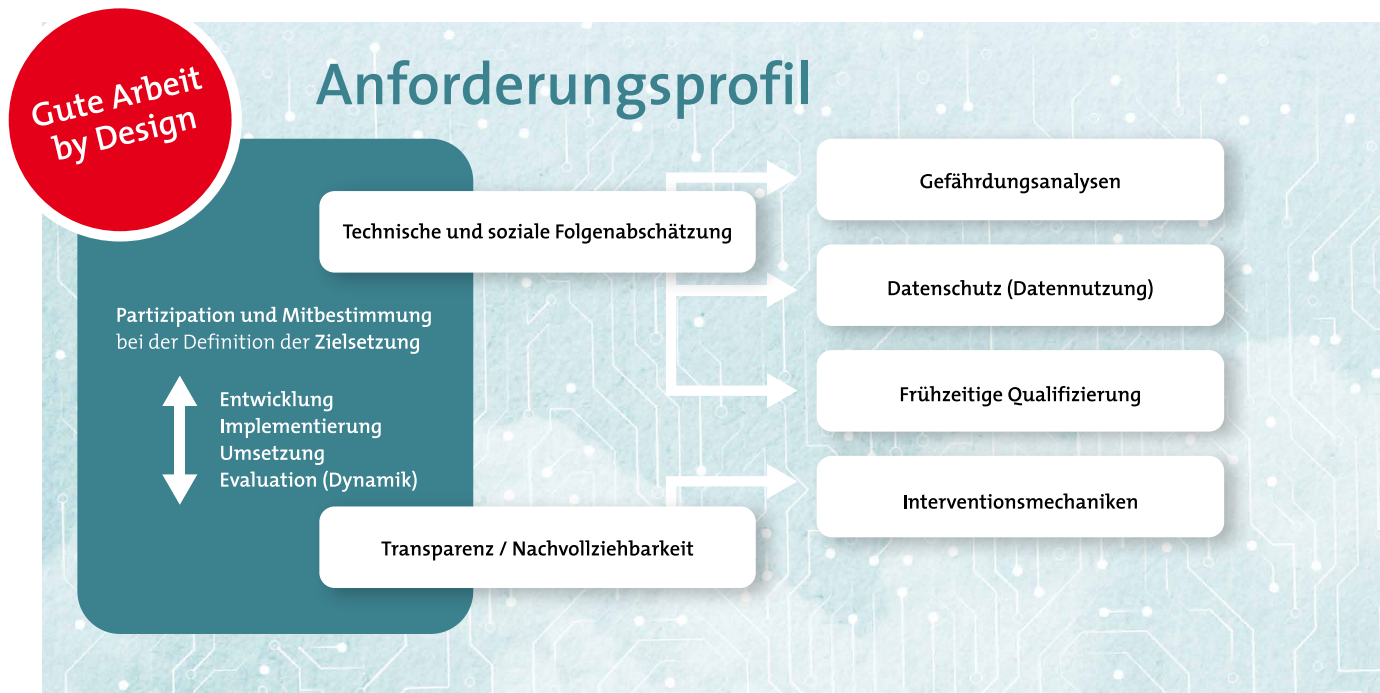 Gute Arbeit
by Design
Anforderungsprofil
Technische und soziale Folgenabschätzung
Partizipation und Mitbestimmung
bei der Definition der Zielsetzung
Entwicklung
Implementierung
Umsetzung
Evaluation (Dynamik)
Transparenz / Nachvollziehbarkeit
Gefährdungsanalysen
Datenschutz (Datennutzung)
Frühzeitige Qualifizierung
Interventionsmechaniken